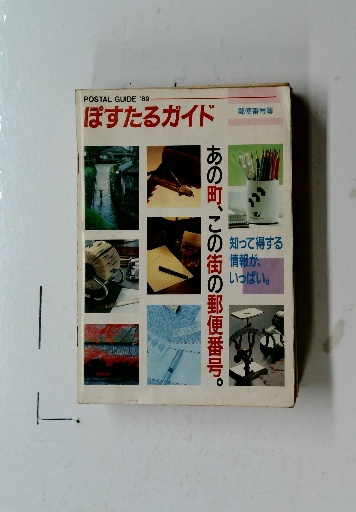 POSTAL GUIDE '89
ぽすたるガイド
郵便番号簿
あの町、この街の郵便番号。
知って得する
情報が、
いっぱい。